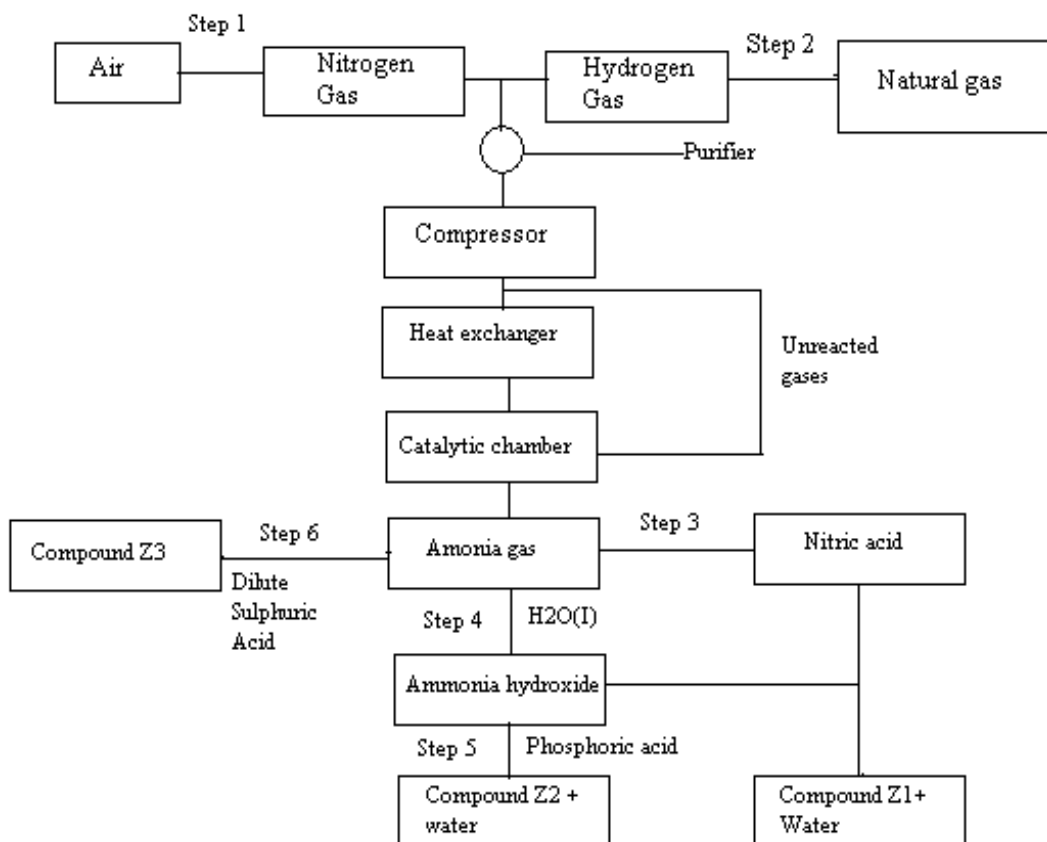 Step 1
Step 2
Air
Nitrogen
Gas
Hydrogen
Gas
Natural gas
Purifier
Compressor
Heat exchanger
Unreacted
gases
Catalytic chamber
Step 6
Step 3
Compound Z3
Amonia gas
Nitric acid
Dilute
Sulphuric
Acid
Step 4
H2O(I)
Ammonia hydroxide
Step 5
Phosphoric acid
Compound Z2 +
water
Compound Z1+
Water